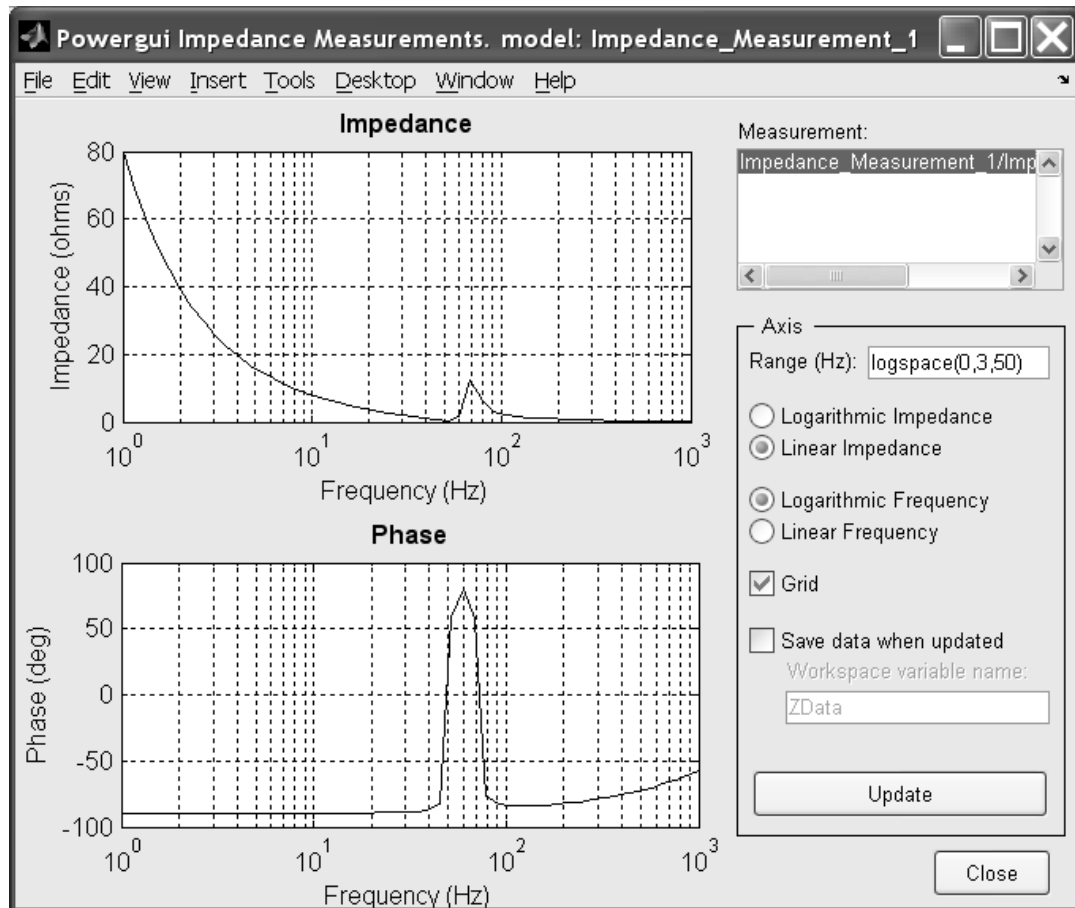 Powergui Impedance Measurements. model: Impedance_Measurement_1
File Edit View Insert Tools Desktop Window Help
Impedance
80
60
40
20
0
Impedance (ohms)
10^0 10^1 10^2 10^3
Frequency (Hz)
Phase
100
50
0
-50
-100
Phase (deg)
10^0 10^1 10^2 10^3
Frequency (Hz)
Measurement:
Impedance_Measurement_1/Imp
Axis
Range (Hz): logspace(0,3,50)
Logarithmic Impedance
Linear Impedance
Logarithmic Frequency
Linear Frequency
Grid
Save data when updated
Workspace variable name:
ZData
Update
Close